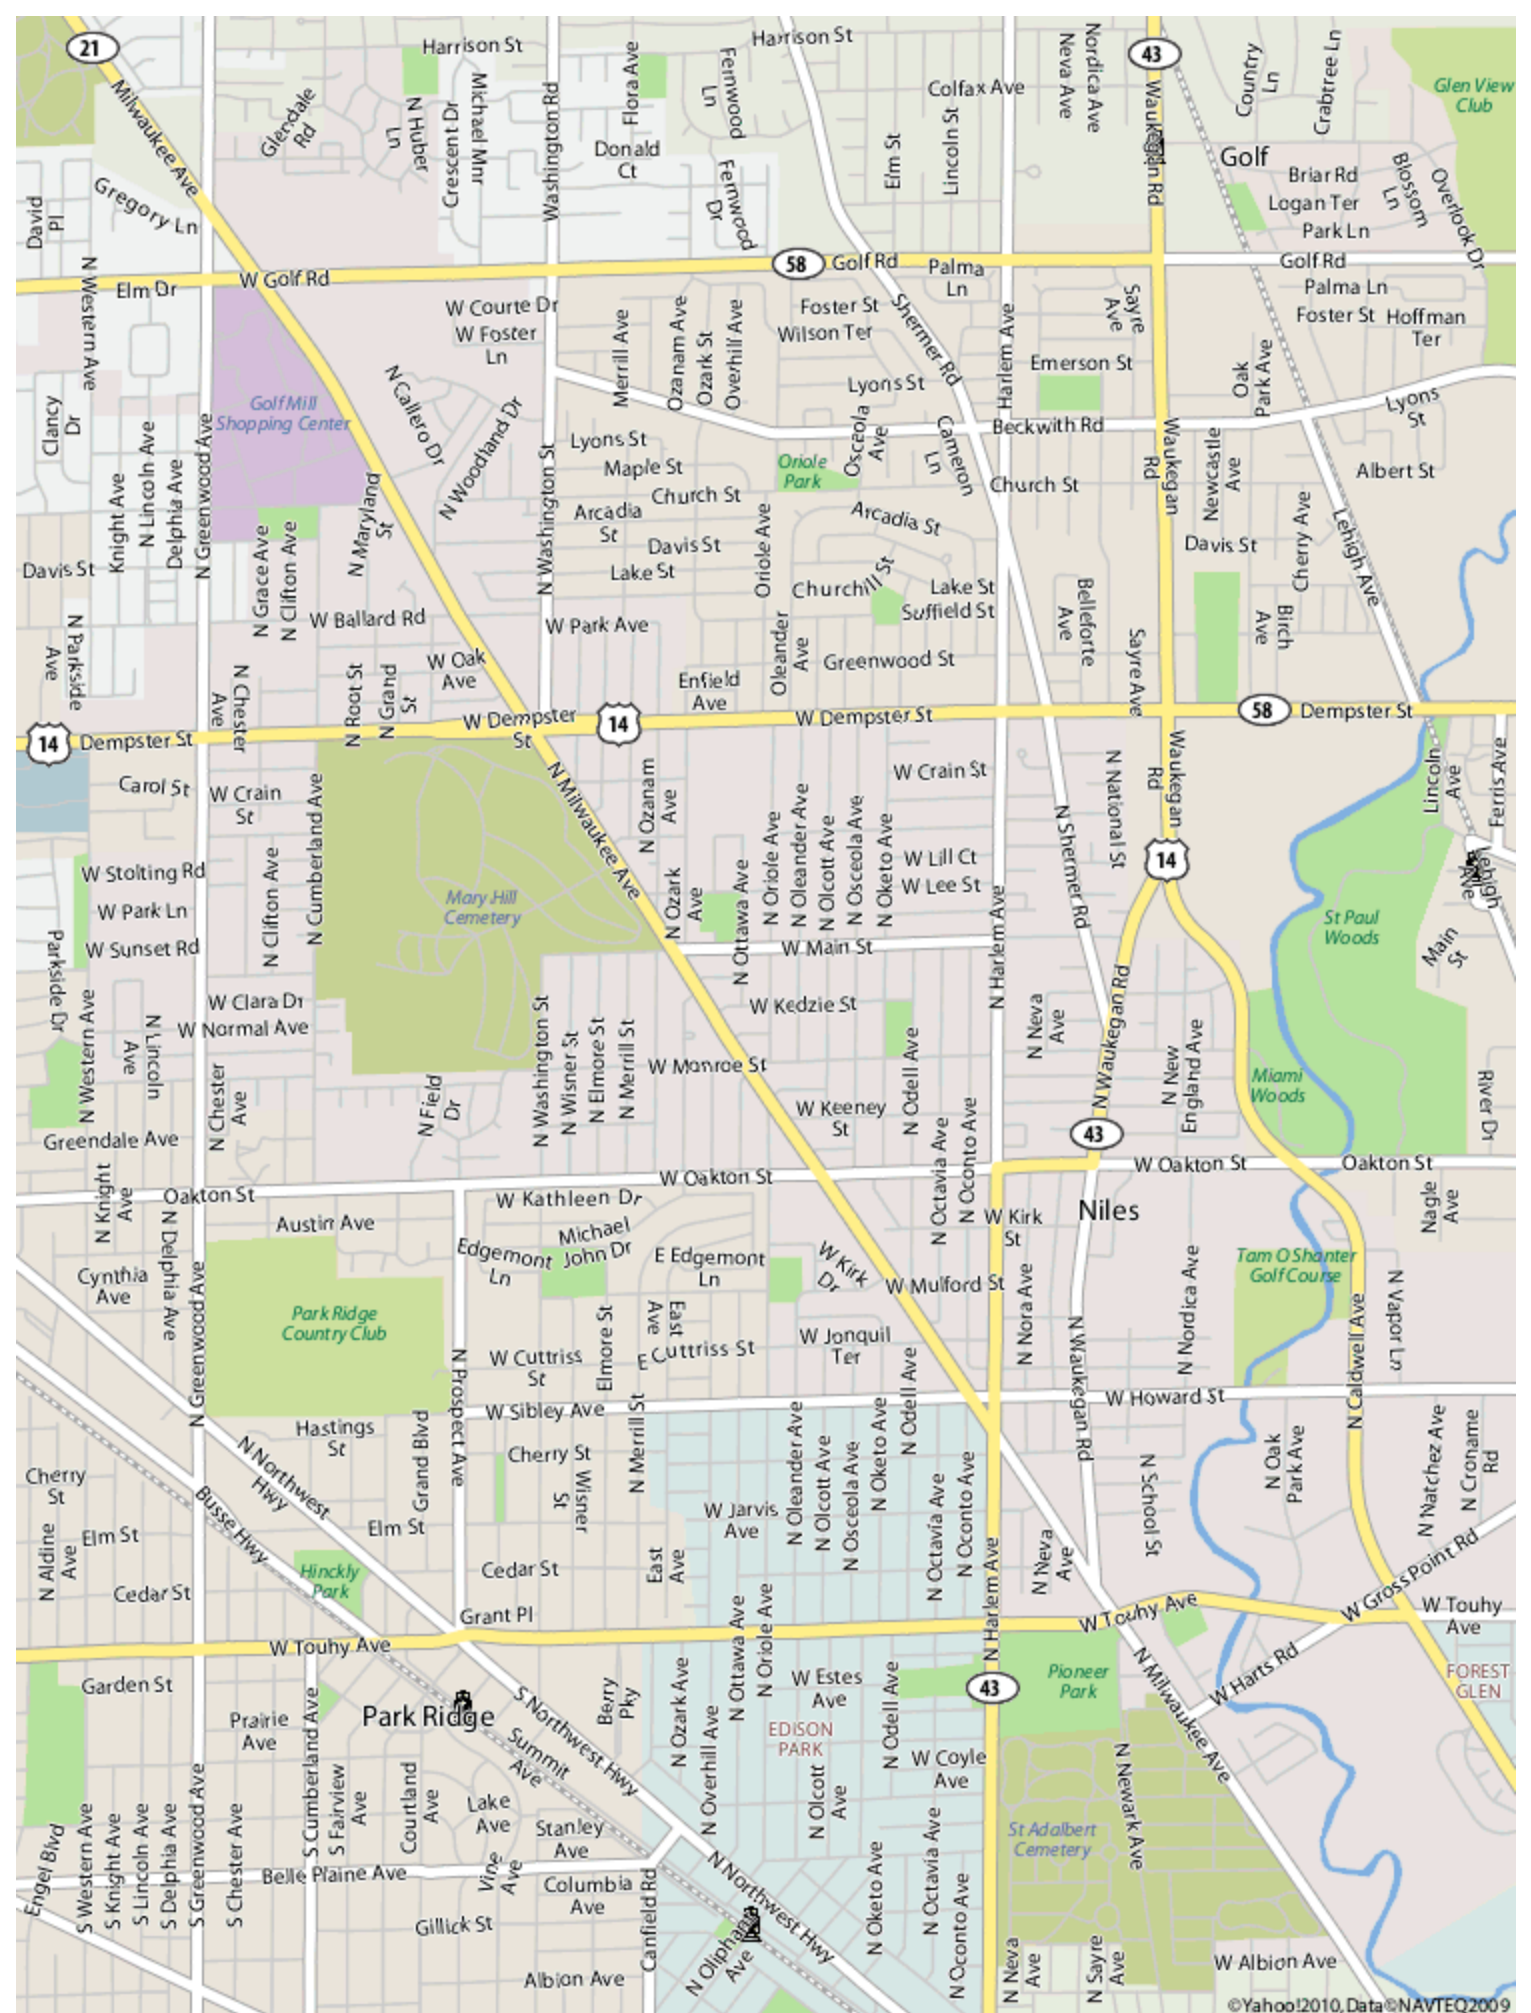 21
Harrison St
Harrison St
43
Milwaukee Ave
Glendale
Rd
N Huber
Ln
Crescent Dr
Michael Mnr
Washington Rd
Flora Ave
Donald
Ct
Fernwood
Ln
Fernwood
Dr
Colfax Ave
Elm St
Lincoln St
Neva Ave
Nordica Ave
Waukegan Rd
Country
Ln
Crabtree Ln
Glen View
Club
Golf
Briar Rd
Logan Ter
Park Ln
Blossom
Ln
Overlook Dr
David
Pl
Gregory Ln
N Western Ave
Elm Dr
W Golf Rd
58
Golf Rd
Palma
Ln
Golf Rd
Palma Ln
Foster St
Hoffman
Ter
W Courte Dr
W Foster
Ln
Merrill Ave
Ozanam Ave
Ozark St
Overhill Ave
Foster St
Wilson Ter
Shermer Rd
Harlem Ave
Sayre
Ave
Emerson St
Oak
Park Ave
Lyons
St
Golf Mill
Shopping Center
N Callero Dr
N Woodland Dr
Lyons St
Clancy
Dr
Knight Ave
N Lincoln Ave
Delphia Ave
N Greenwood Ave
N Maryland
St
N Washington St
Lyons St
Maple St
Church St
Arcadia
St
Davis St
Lake St
Oriole
Park
Osceola
Ave
Cameron
Ln
Beckwith Rd
Church St
Waukegan
Rd
Newcastle
Ave
Albert St
Arcadia St
Oriole Ave
Churchill St
Lake St
Suffield St
Davis St
Cherry Ave
Lehigh Ave
Davis St
N Grace Ave
N Clifton Ave
W Ballard Rd
W Park Ave
Oleander
Ave
Greenwood St
Belleforte
Ave
Sayre Ave
Birch
Ave
N Parkside
Ave
N Chester
Ave
N Root St
N Grand
St
W Oak
Ave
Enfield
Ave
14
Dempster St
W Dempster
St
14
W Dempster St
58
Dempster St
Carol St
W Crain
St
N Cumberland Ave
N Milwaukee Ave
N Ozanam
Ave
W Crain St
N National St
Waukegan
Rd
Lincoln
Ave
Ferris Ave
W Stolting Rd
W Park Ln
W Sunset Rd
N Clifton Ave
Mary Hill
Cemetery
N Ozark
Ave
N Ottawa Ave
N Oriole Ave
N Oleander Ave
N Olcott Ave
N Osceola Ave
N Oketo Ave
W Lill Ct
W Lee St
W Main St
N Harlem Ave
N Shermer Rd
14
St Paul
Woods
Main
St
Lehigh
Ave
Parkside Dr
N Western Ave
W Clara Dr
W Normal Ave
N Lincoln
Ave
N Chester
Ave
N Field
Dr
N Washington St
N Wisner St
N Elmore St
N Merrill St
W Kedzie St
W Monroe St
W Keeney
St
N Odell Ave
N Octavia Ave
N Oconto Ave
N Neva
Ave
N Waukegan Rd
N New
England Ave
Miami
Woods
River Dr
43
Greendale Ave
N Knight
Ave
Oakton St
W Kathleen Dr
W Oakton St
W Oakton St
Oakton St
Nagle
Ave
Austin Ave
N Delphia Ave
Cynthia
Ave
N Greenwood Ave
Park Ridge
Country Club
Edgemont
Ln
Michael
John Dr
E Edgemont
Ln
W Kirk
Dr
W Kirk
St
Niles
W Mulford St
Tam O Shanter
Golf Course
N Nordica Ave
N Vapor Ln
N Nora Ave
N Waukegan Rd
N Caldwell Ave
N Prospect Ave
W Cuttriss
St
Elmore St
East
Ave
E Cuttriss St
W Jonquil
Ter
W Sibley Ave
W Howard St
Hastings
St
Grand Blvd
Cherry St
Wisner
St
N Merrill St
N Odell Ave
N Oleander Ave
N Olcott Ave
N Osceola Ave
N Oketo Ave
W Jarvis
Ave
N Octavia Ave
N Oconto Ave
N School St
N Oak
Park Ave
N Natchez Ave
N Croname
Rd
Cherry
St
N Northwest
Hwy
Busse Hwy
Elm St
Elm St
N Aldine
Ave
Cedar St
Hinckly
Park
Cedar St
East
Ave
Grant Pl
N Harlem Ave
N Neva
Ave
W Touhy Ave
W Gross Point Rd
W Touhy
Ave
W Touhy Ave
N Ottawa Ave
N Oriole Ave
Garden St
Park Ridge
Prairie
Ave
S Cumberland Ave
S Northwest Hwy
Summit
Ave
Berry
Pky
N Ozark Ave
N Overhill Ave
W Estes
Ave
EDISON
PARK
N Odell Ave
43
Pioneer
Park
N Milwaukee Ave
W Harts Rd
FOREST
GLEN
N Olcott
Ave
W Coyle
Ave
N Newark Ave
Engel Blvd
S Western Ave
S Knight Ave
S Lincoln Ave
S Delphia Ave
S Greenwood Ave
S Chester Ave
S Fairview
Ave
Courtland
Ave
Lake
Ave
Stanley
Ave
St Adalbert
Cemetery
Belle Plaine Ave
Vine
Ave
Columbia
Ave
Gillick St
Canfield Rd
N Northwest Hwy
N Oliphant
Ave
N Oketo Ave
N Octavia Ave
N Oconto Ave
N Neva
Ave
N Sayre
Ave
W Albion Ave
Albion Ave
©Yahoo!2010, Data©NAVTEQ2009